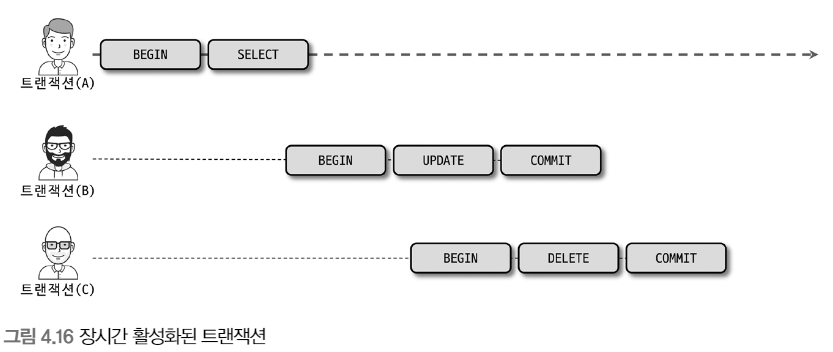 BEGIN SELECT
트랜잭션(A)
BEGIN UPDATE COMMIT
트랜잭션(B)
BEGIN DELETE COMMIT
트랜잭션(C)
그림 4.16 장시간 활성화된 트랜잭션